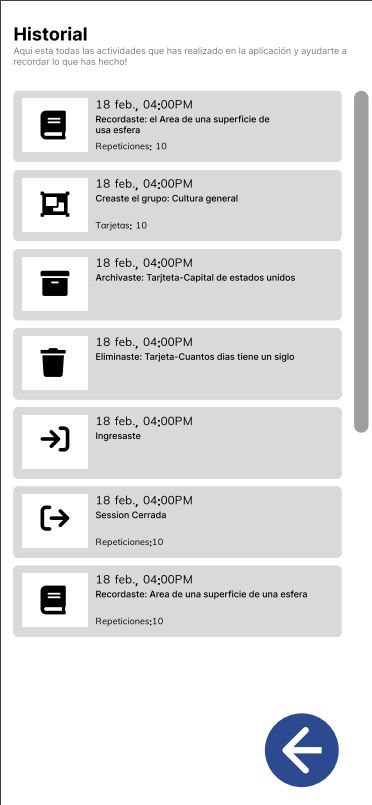 Historial
Aqui esta todas las actividades que has realizado en la aplicación y ayudarte a
recordar lo que has hecho!
18 feb., 04:00PM
Recordaste: el Area de una superficie de
usa esfera
Repeticiones: 10
18 feb., 04:00PM
Creaste el grupo: Cultura general
Tarjetas: 10
18 feb., 04:00PM
Archivaste: Tarjteta-Capital de estados unidos
18 feb., 04:00PM
Eliminaste: Tarjeta-Cuantos dias tiene un siglo
18 feb., 04:00PM
Ingresaste
18 feb., 04:00PM
Session Cerrada
Repeticiones:10
18 feb., 04:00PM
Recordaste: Area de una superficie de una esfera
Repeticiones:10